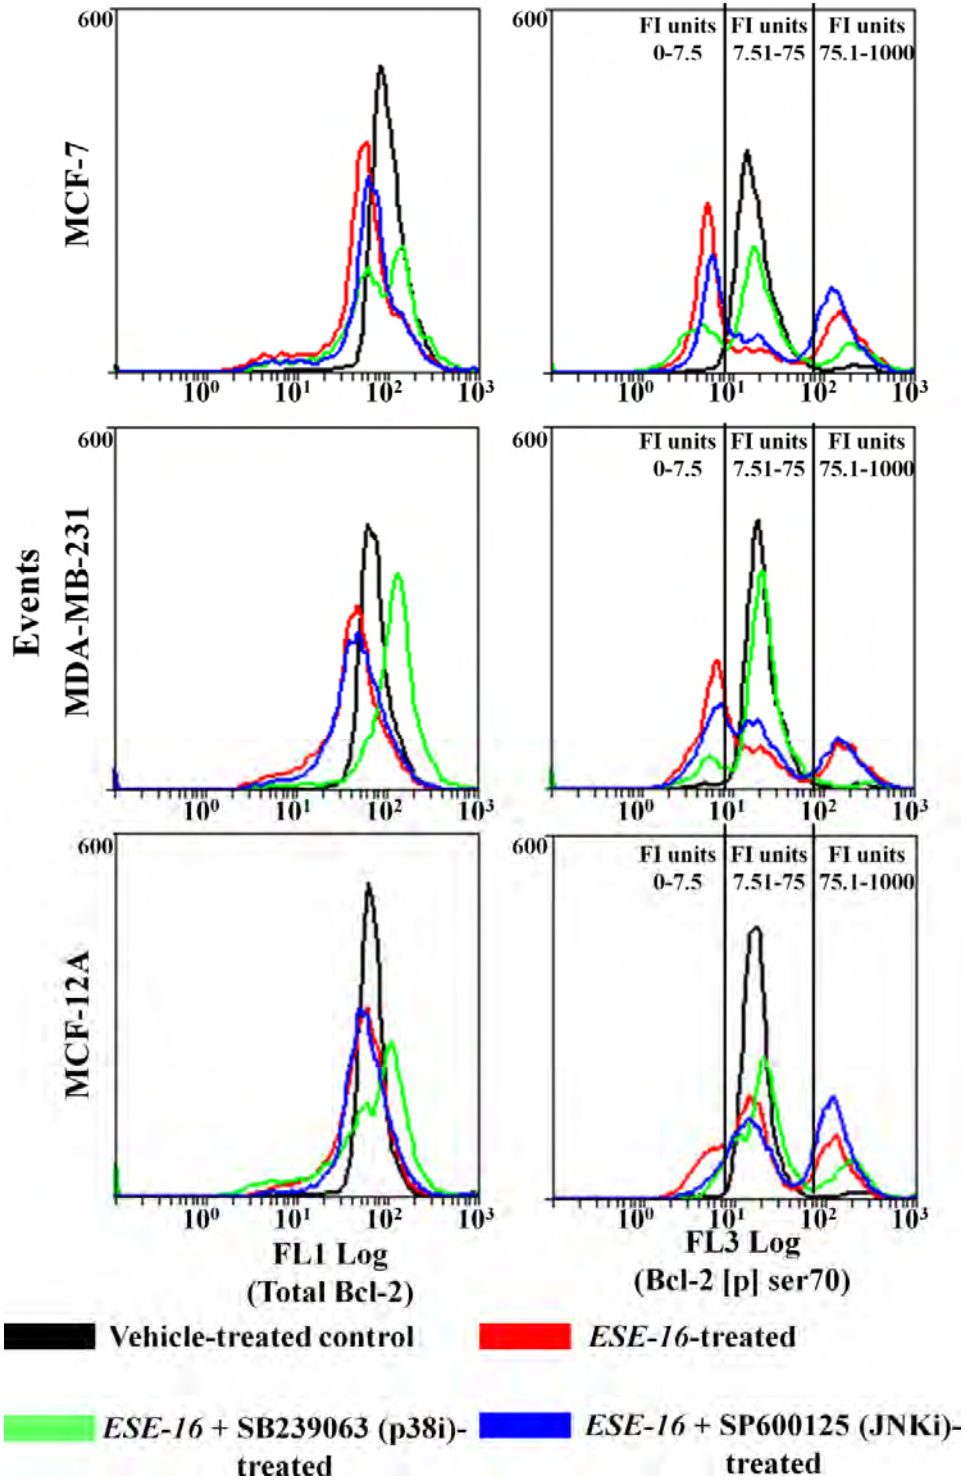 600
600
FI units FI units FI units
0-7.5 7.51-75 75.1-1000
MCF-7
10⁰ 10¹ 10² 10³
10⁰ 10¹ 10² 10³
600
600
FI units FI units FI units
0-7.5 7.51-75 75.1-1000
Events
MDA-MB-231
10⁰ 10¹ 10² 10³
10⁰ 10¹ 10² 10³
600
600
FI units FI units FI units
0-7.5 7.51-75 75.1-1000
MCF-12A
10⁰ 10¹ 10² 10³
10⁰ 10¹ 10² 10³
FL1 Log
(Total Bcl-2)
FL3 Log
(Bcl-2 [p] ser70)
Vehicle-treated control
ESE-16-treated
ESE-16 + SB239063 (p38i)-
treated
ESE-16 + SP600125 (JNKi)-
treated